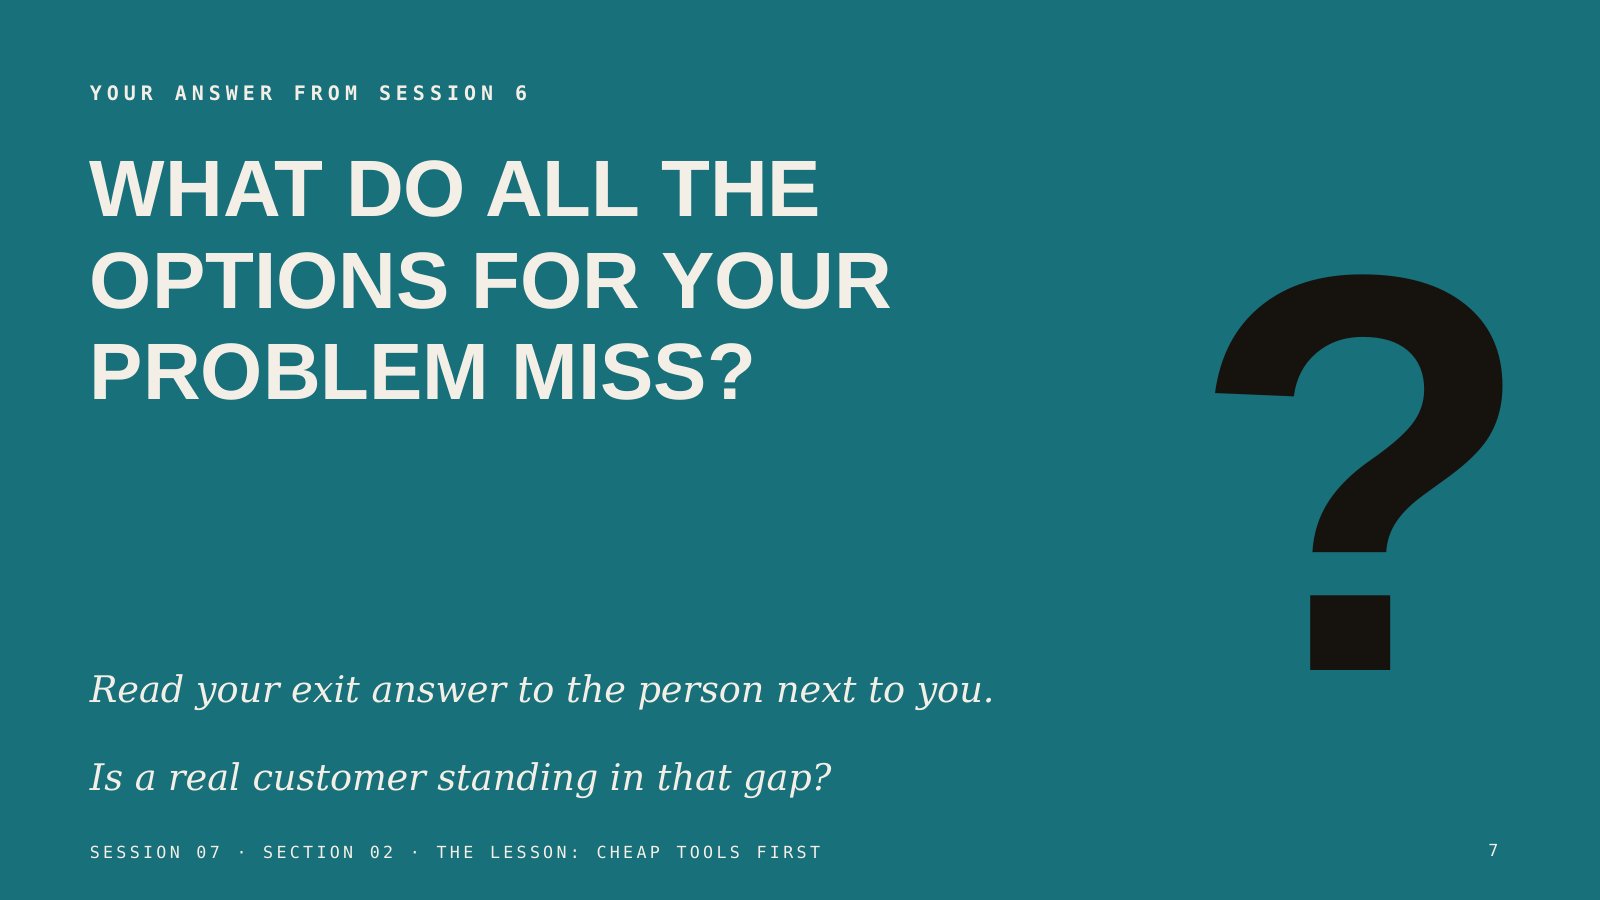 YOUR ANSWER FROM SESSION 6
WHAT DO ALL THE
OPTIONS FOR YOUR
PROBLEM MISS?
?
Read your exit answer to the person next to you.
Is a real customer standing in that gap?
SESSION 07 · SECTION 02 · THE LESSON: CHEAP TOOLS FIRST
7